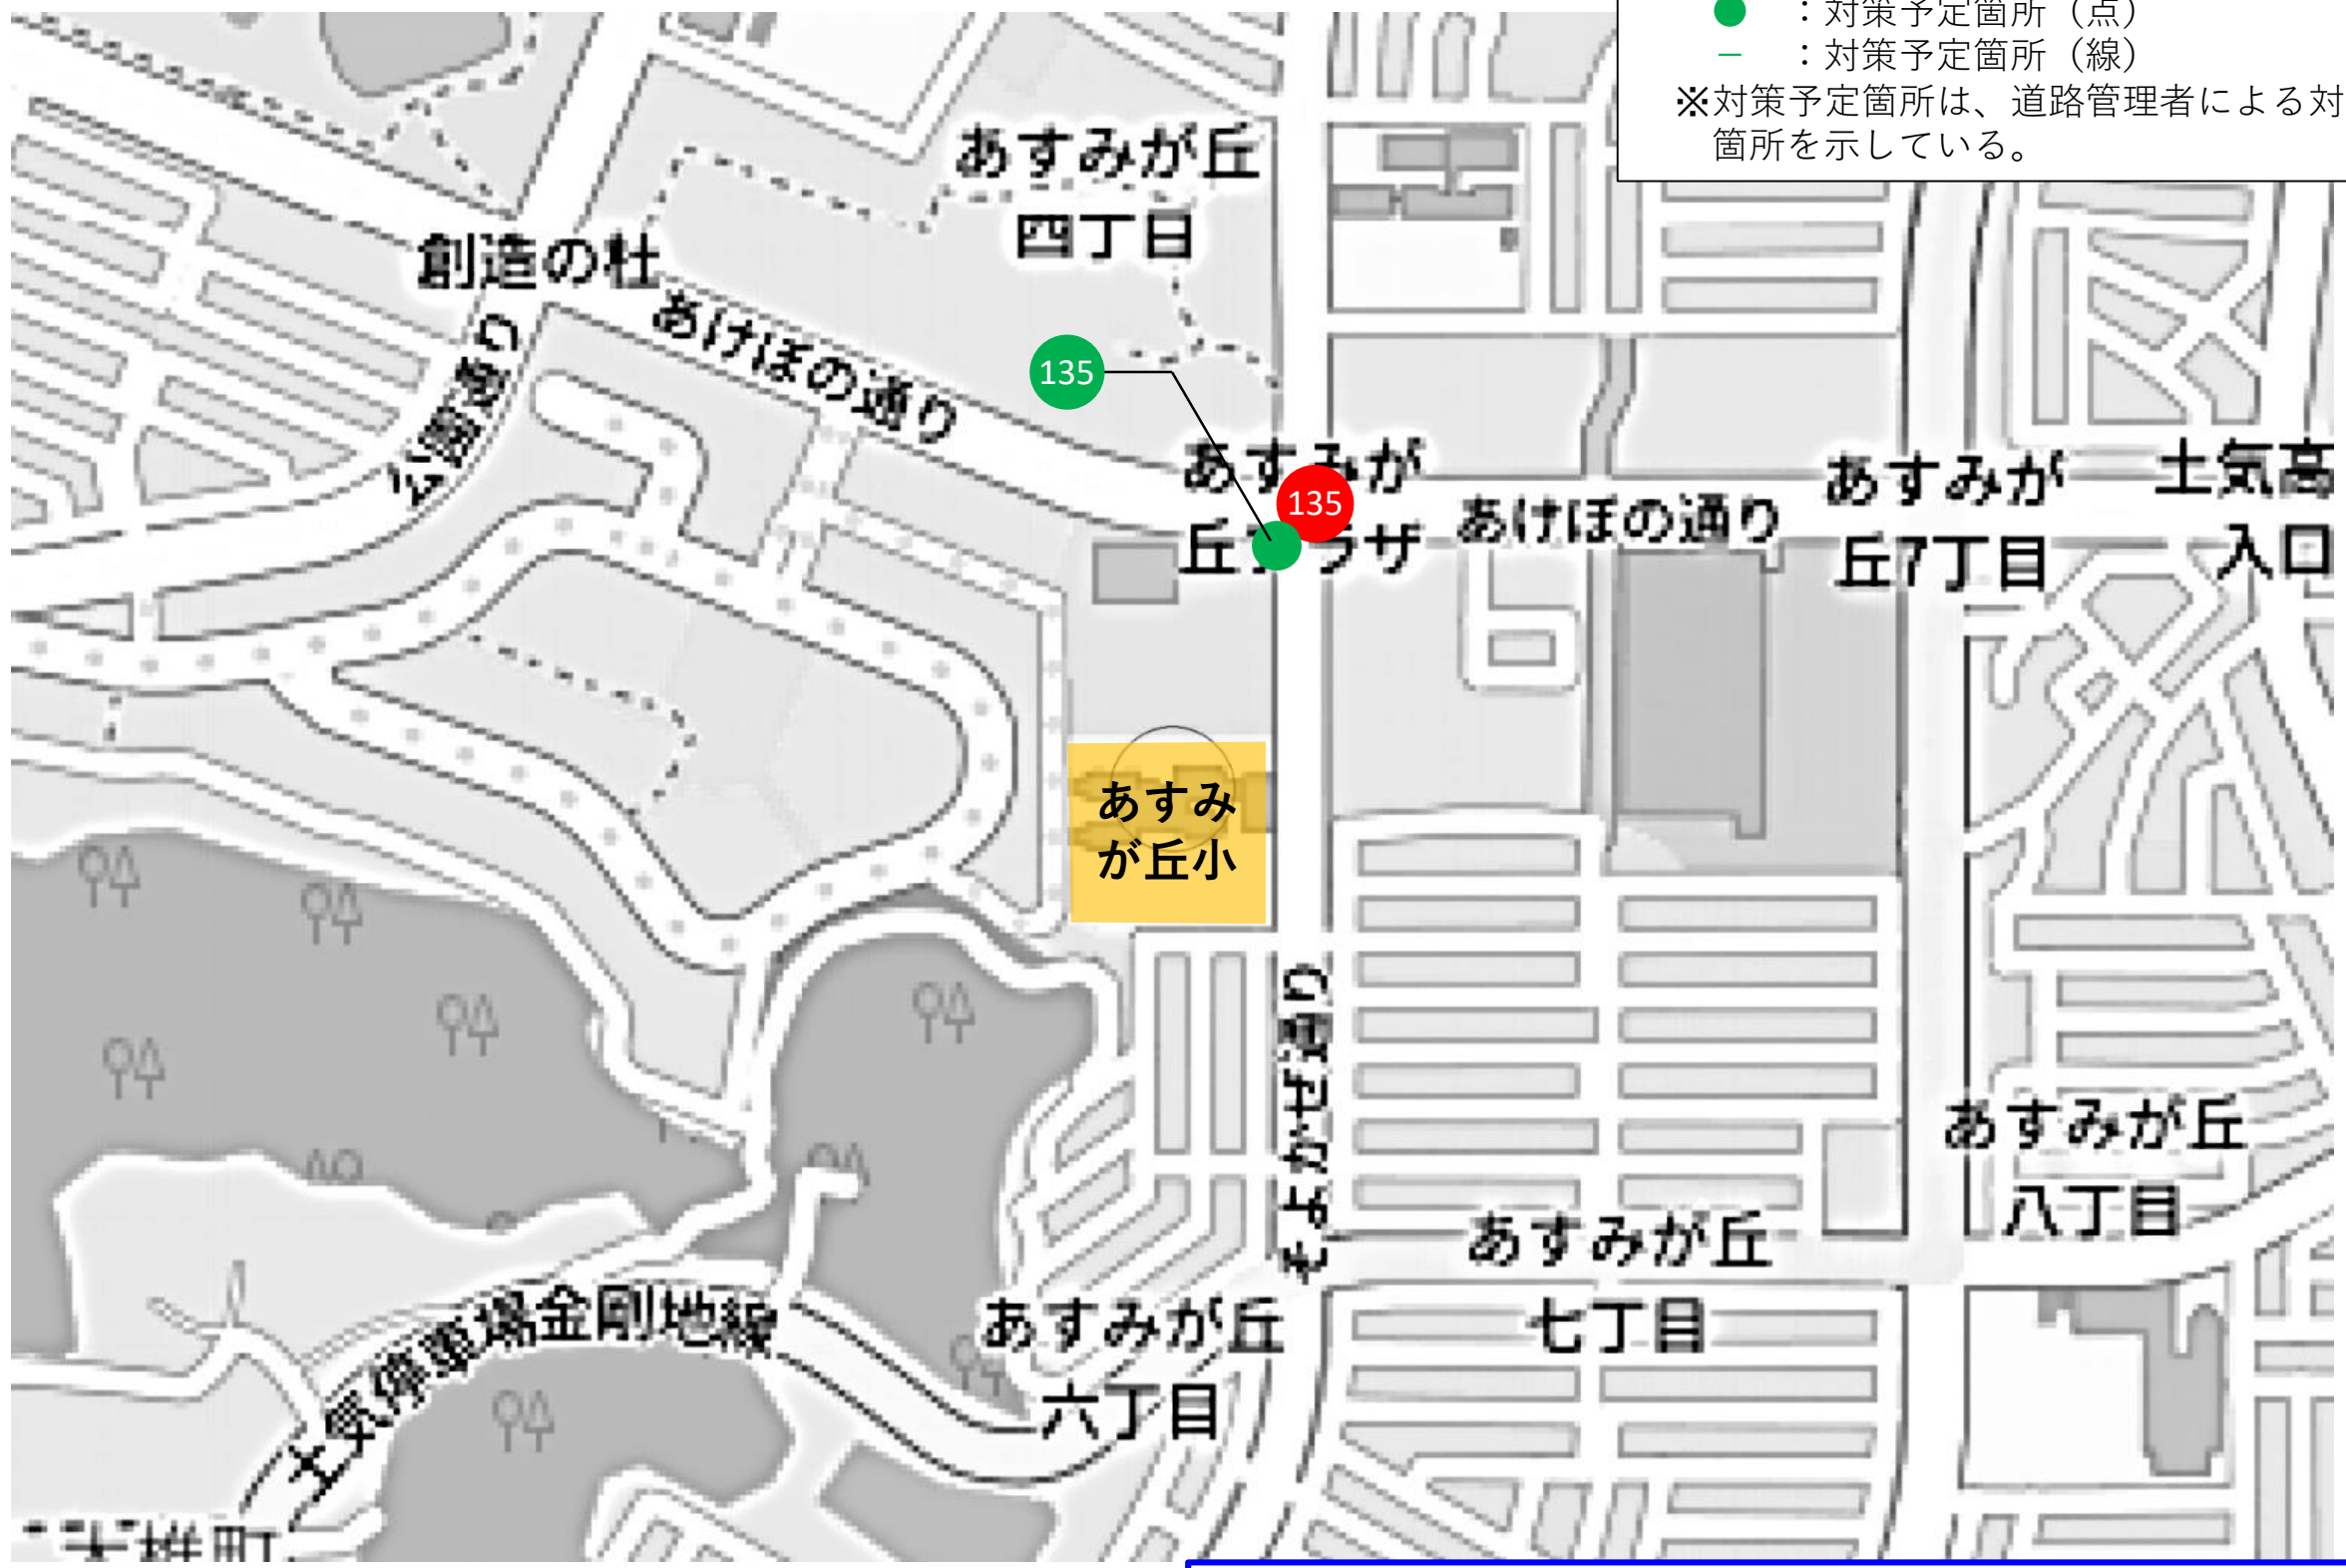 ● ：対策予定箇所（点）
− ：対策予定箇所（線）
※対策予定箇所は、道路管理者による対
箇所を示している。
あすみが丘
四丁目
創造の杜
あけぼの通り
公園通り
135
あすみが
135
丘プラザ
あけぼの通り
あすみが
丘7丁目
土気高
入口
あすみ
が丘小
そよかぜ通り
あすみが丘
八丁目
あすみが丘
七丁目
あすみが丘
六丁目
土気停車場金剛地線